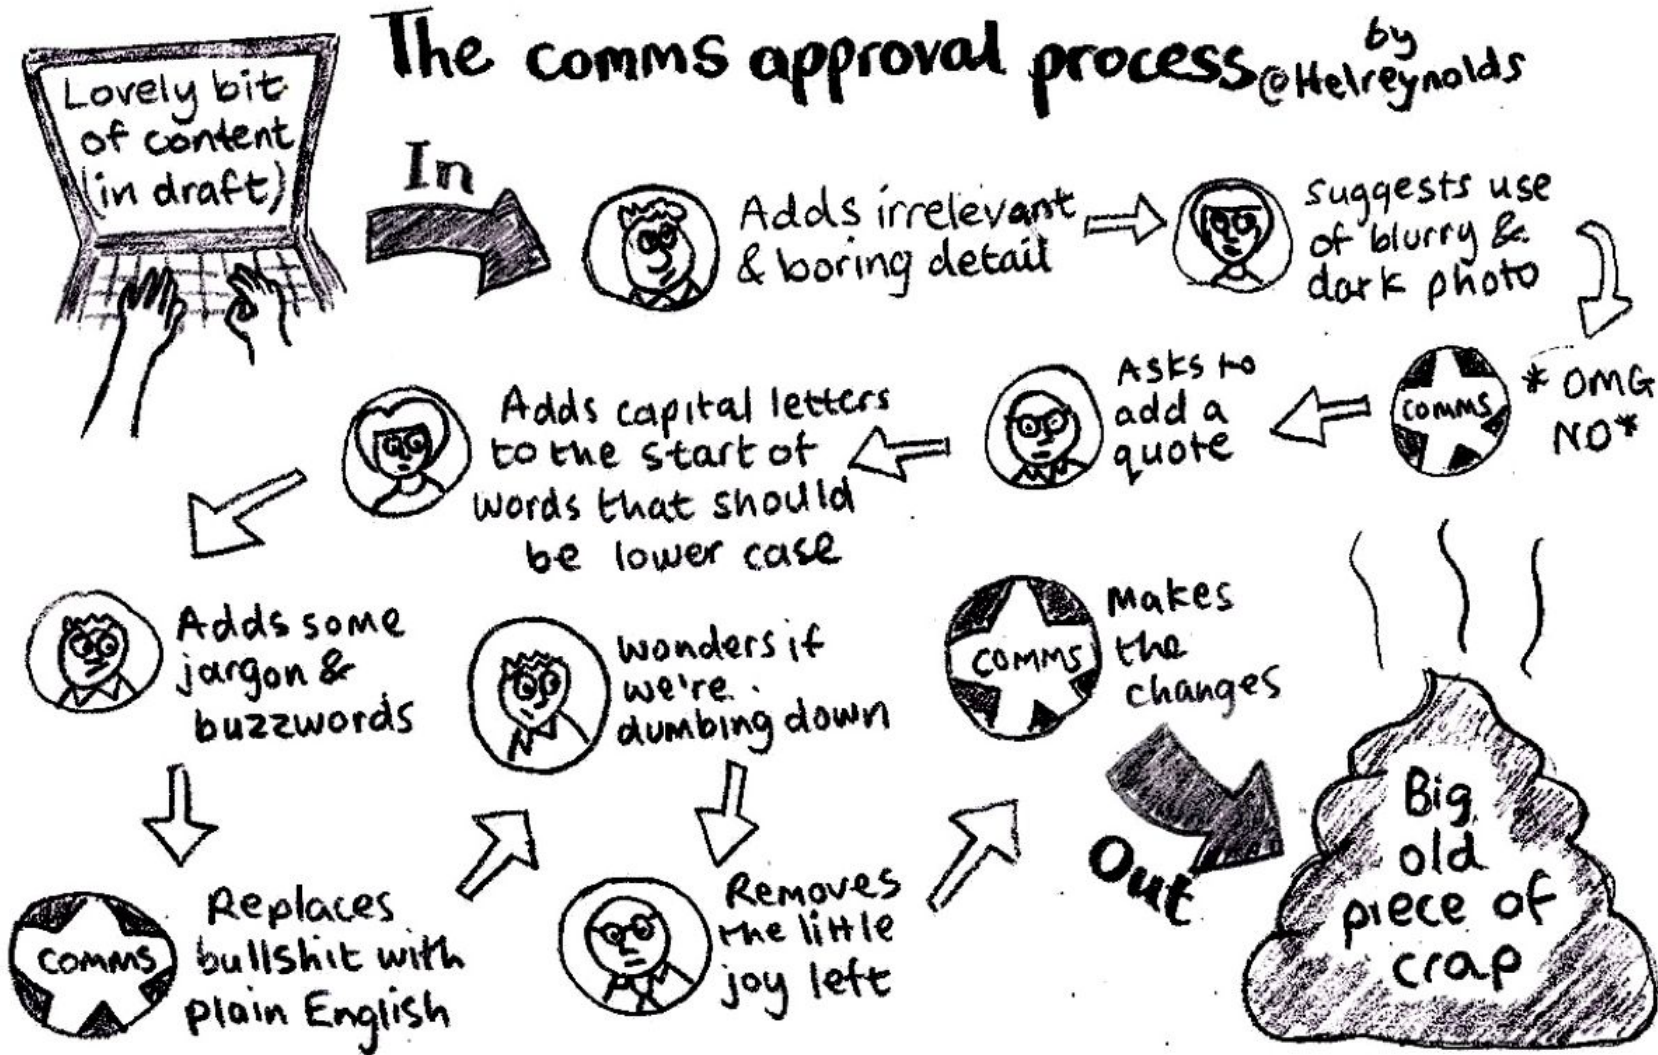 The comms approval process
by
@Helreynolds
Lovely bit
of content
(in draft)
In
Adds irrelevant
& boring detail
suggests use
of blurry &
dark photo
COMMS
* OMG
NO*
Asks to
add a
quote
Adds capital letters
to the start of
words that should
be lower case
Adds some
jargon &
buzzwords
COMMS
Replaces
bullshit with
plain English
wonders if
we're
dumbing down
Removes
the little
joy left
COMMS
Makes
the
changes
Out
Big
old
piece of
crap